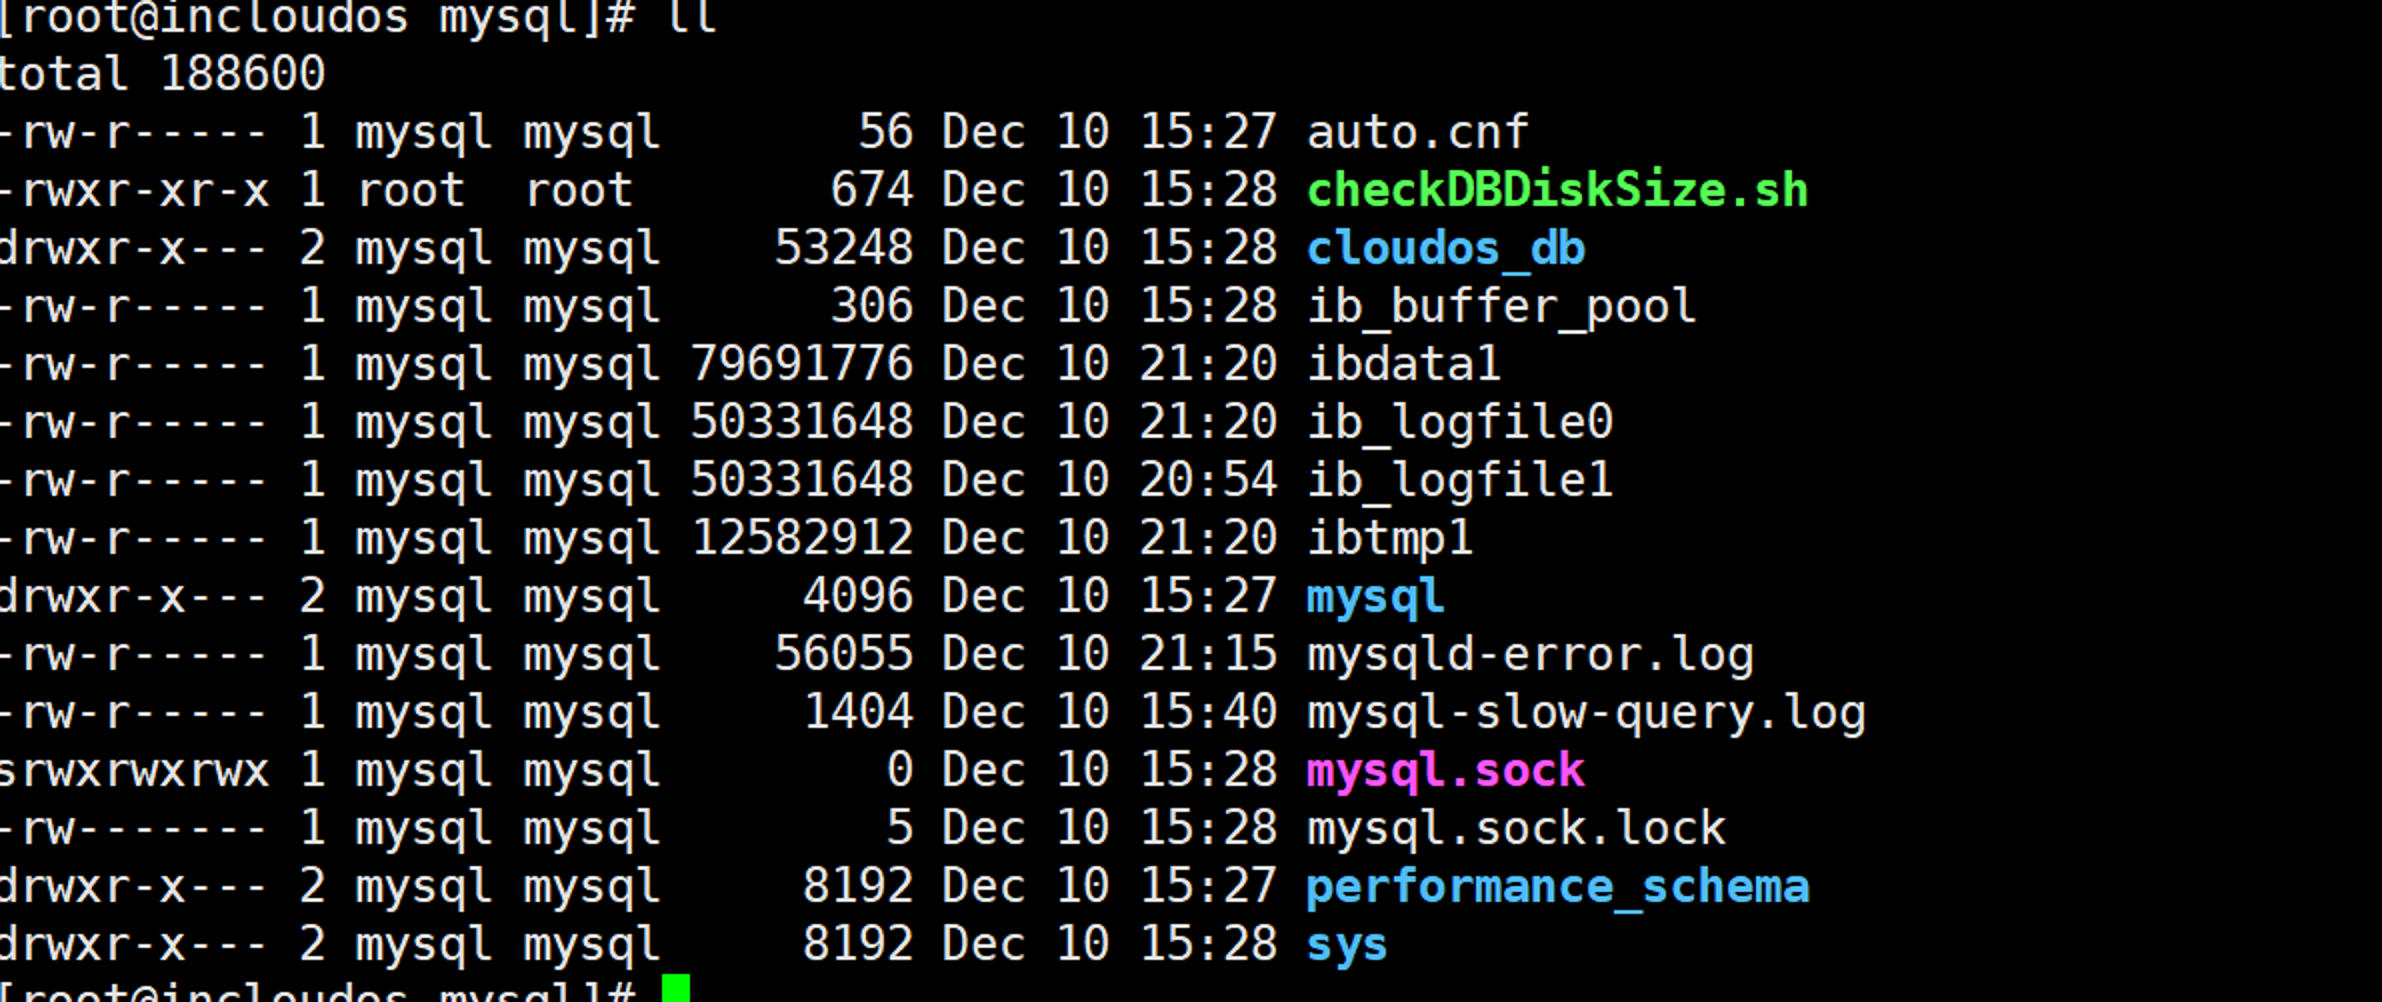 [root@incloudos mysql]# ll
total 188600
-rw-r----- 1 mysql mysql       56 Dec 10 15:27 auto.cnf
-rwxr-xr-x 1 root  root       674 Dec 10 15:28 checkDBDiskSize.sh
drwxr-x--- 2 mysql mysql    53248 Dec 10 15:28 cloudos_db
-rw-r----- 1 mysql mysql      306 Dec 10 15:28 ib_buffer_pool
-rw-r----- 1 mysql mysql 79691776 Dec 10 21:20 ibdata1
-rw-r----- 1 mysql mysql 50331648 Dec 10 21:20 ib_logfile0
-rw-r----- 1 mysql mysql 50331648 Dec 10 20:54 ib_logfile1
-rw-r----- 1 mysql mysql 12582912 Dec 10 21:20 ibtmp1
drwxr-x--- 2 mysql mysql     4096 Dec 10 15:27 mysql
-rw-r----- 1 mysql mysql    56055 Dec 10 21:15 mysqld-error.log
-rw-r----- 1 mysql mysql     1404 Dec 10 15:40 mysql-slow-query.log
srwxrwxrwx 1 mysql mysql        0 Dec 10 15:28 mysql.sock
-rw------- 1 mysql mysql        5 Dec 10 15:28 mysql.sock.lock
drwxr-x--- 2 mysql mysql     8192 Dec 10 15:27 performance_schema
drwxr-x--- 2 mysql mysql     8192 Dec 10 15:28 sys
[root@incloudos mysql]#